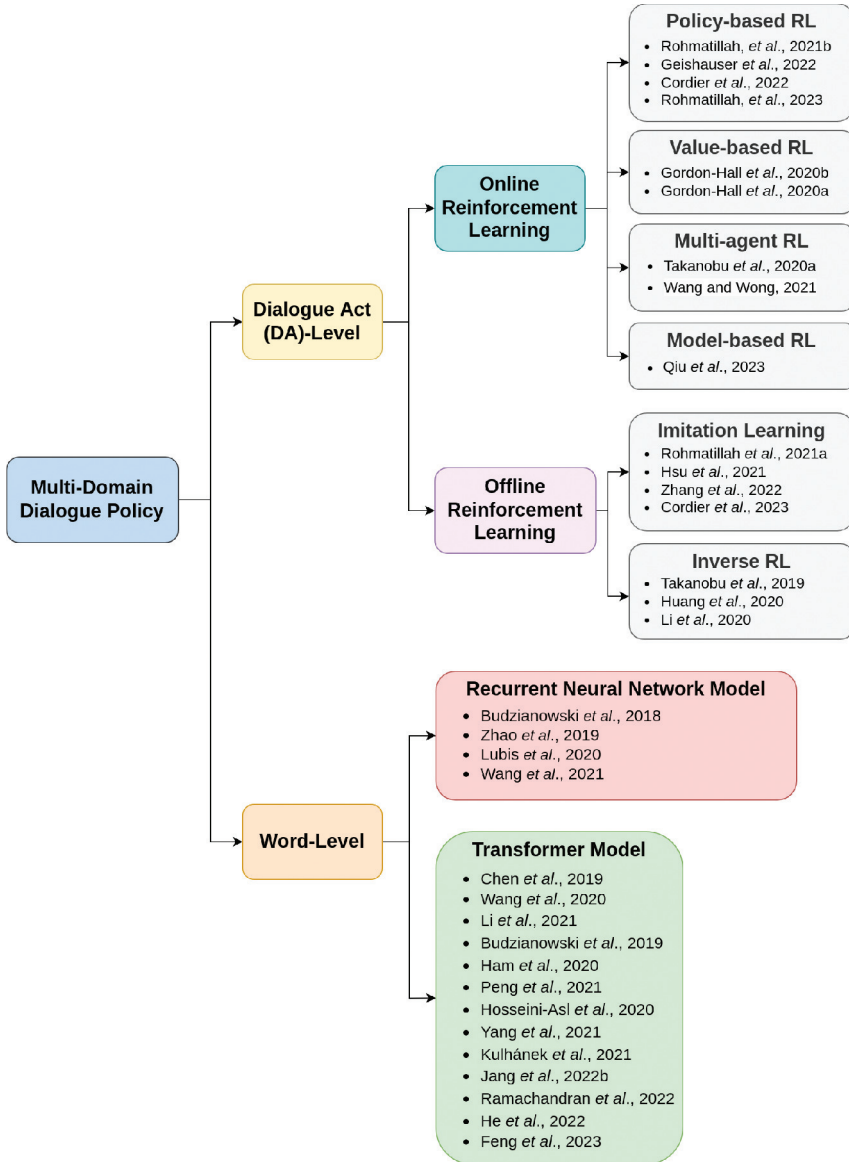 Multi-Domain
Dialogue Policy
Dialogue Act
(DA)-Level
Online
Reinforcement
Learning
Policy-based RL
• Rohmatillah, et al., 2021b
• Geishauser et al., 2022
• Cordier et al., 2022
• Rohmatillah, et al., 2023
Value-based RL
• Gordon-Hall et al., 2020b
• Gordon-Hall et al., 2020a
Multi-agent RL
• Takanobu et al., 2020a
• Wang and Wong, 2021
Model-based RL
• Qiu et al., 2023
Offline
Reinforcement
Learning
Imitation Learning
• Rohmatillah et al., 2021a
• Hsu et al., 2021
• Zhang et al., 2022
• Cordier et al., 2023
Inverse RL
• Takanobu et al., 2019
• Huang et al., 2020
• Li et al., 2020
Word-Level
Recurrent Neural Network Model
• Budzianowski et al., 2018
• Zhao et al., 2019
• Lubis et al., 2020
• Wang et al., 2021
Transformer Model
• Chen et al., 2019
• Wang et al., 2020
• Li et al., 2021
• Budzianowski et al., 2019
• Ham et al., 2020
• Peng et al., 2021
• Hosseini-Asl et al., 2020
• Yang et al., 2021
• Kulhánek et al., 2021
• Jang et al., 2022b
• Ramachandran et al., 2022
• He et al., 2022
• Feng et al., 2023